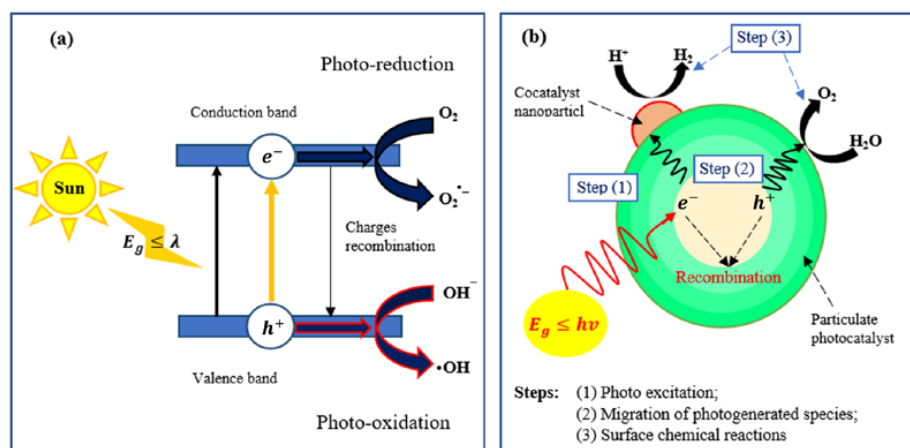 (a)
Photo-reduction
Conduction band
O₂
e⁻
Sun
O₂•⁻
E_g ≤ λ
Charges
recombination
OH⁻
h⁺
•OH
Valence band
Photo-oxidation
(b)
Step (3)
H⁺
H₂
O₂
Cocatalyst
nanoparticl
H₂O
Step (1)
Step (2)
e⁻
h⁺
Recombination
E_g ≤ hν
Particulate
photocatalyst
Steps: (1) Photo excitation;
(2) Migration of photogenerated species;
(3) Surface chemical reactions